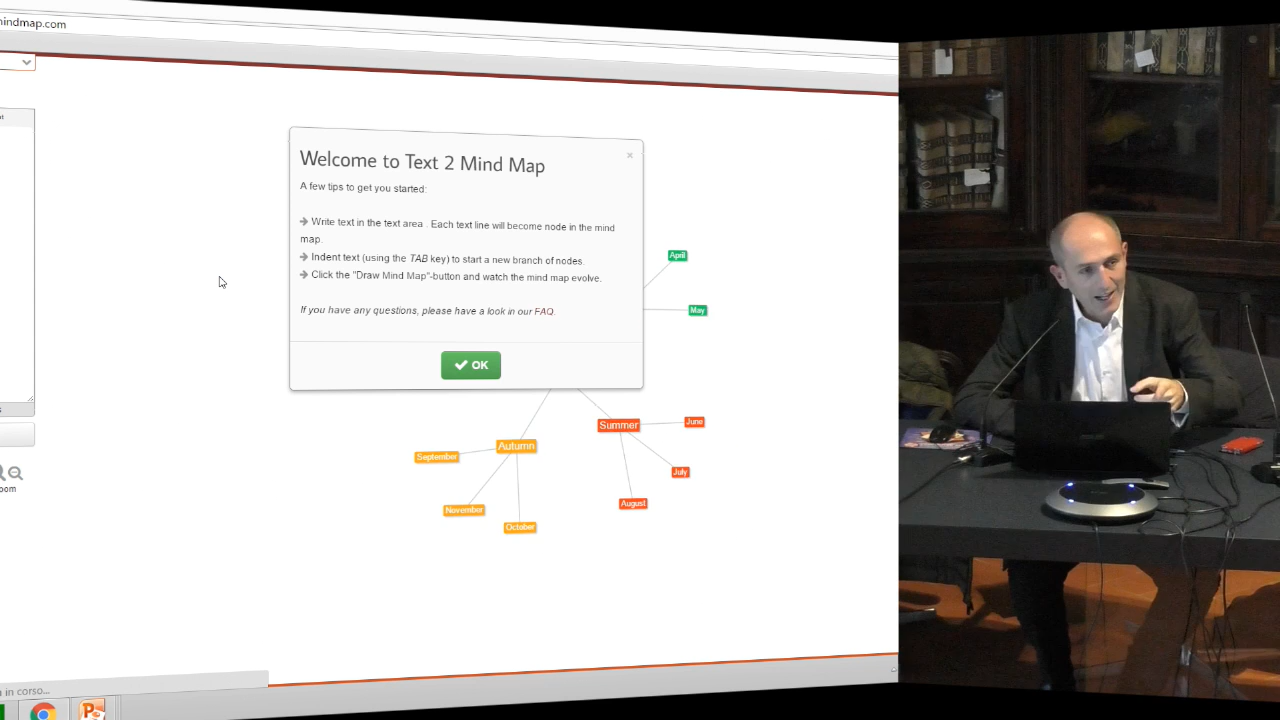 mindmap.com
Welcome to Text 2 Mind Map
×
A few tips to get you started:
Write text in the text area . Each text line will become node in the mind
map.
Indent text (using the TAB key) to start a new branch of nodes.
Click the "Draw Mind Map"-button and watch the mind map evolve.
If you have any questions, please have a look in our FAQ.
OK
April
May
Summer
June
July
August
Autumn
September
November
October
oom
in corso...